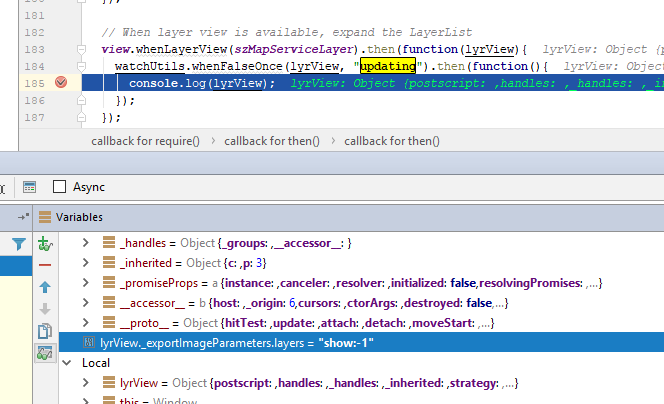 181
182 // When layer view is available, expand the LayerList
183 view.whenLayerView(szMapServiceLayer).then(function(lyrView){ lyrView: Object {p
184 watchUtils.whenFalseOnce(lyrView, "updating").then(function(){ lyrView: Object
185 console.log(lyrView); lyrView: Object {postscript: ,handles: ,_handles: ,_in
186 });
187 });
callback for require() › callback for then() › callback for then()
Async
Variables
_handles = Object {_groups: ,__accessor__: }
_inherited = Object {c: ,p: 3}
_promiseProps = a {instance: ,canceler: ,resolver: ,initialized: false,resolvingPromises: ,...}
__accessor__ = b {host: ,_origin: 6,cursors: ,ctorArgs: ,destroyed: false,...}
__proto__ = Object {hitTest: ,update: ,attach: ,detach: ,moveStart: ,...}
lyrView._exportImageParameters.layers = "show:-1"
Local
lyrView = Object {postscript: ,handles: ,_handles: ,_inherited: ,strategy: ,...}
this = Window